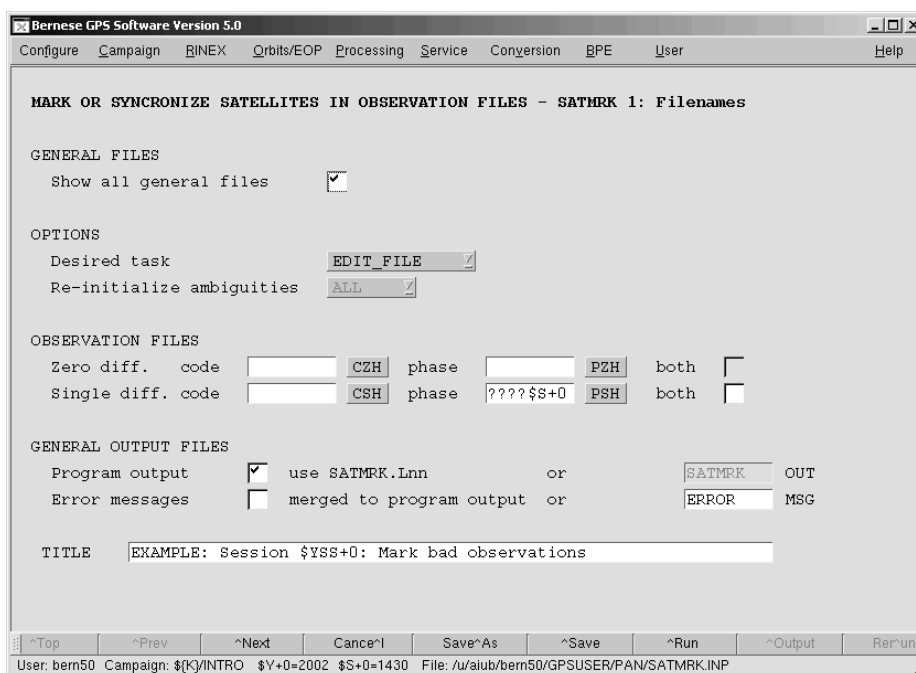 Bernese GPS Software Version 5.0
Configure Campaign RINEX Orbits/EOP Processing Service Conversion BPE User Help
MARK OR SYNCRONIZE SATELLITES IN OBSERVATION FILES - SATMRK 1: Filenames
GENERAL FILES
Show all general files
OPTIONS
Desired task EDIT_FILE
Re-initialize ambiguities ALL
OBSERVATION FILES
Zero diff. code CZH phase PZH both
Single diff. code CSH phase ????$S+0 PSH both
GENERAL OUTPUT FILES
Program output use SATMRK.Lnn or SATMRK OUT
Error messages merged to program output or ERROR MSG
TITLE EXAMPLE: Session $YSS+0: Mark bad observations
^Top ^Prev ^Next Cance^l Save^As ^Save ^Run ^Output Rer^un
User: bern50 Campaign: ${K}/INTRO $Y+0=2002 $S+0=1430 File: /u/aiub/bern50/GPSUSER/PAN/SATMRK.INP